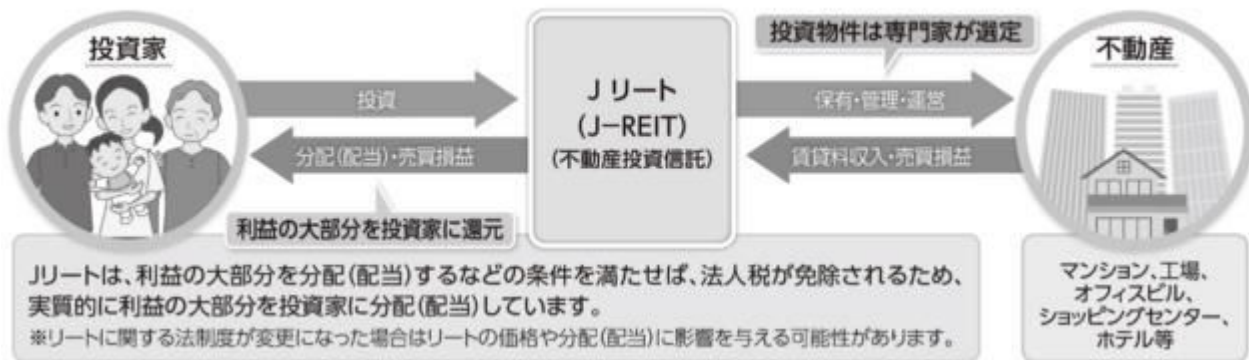 投資家
投資
分配(配当)・売買損益
利益の大部分を投資家に還元
Jリート
(J-REIT)
(不動産投資信託)
投資物件は専門家が選定
保有・管理・運営
賃貸料収入・売買損益
不動産
マンション、工場、
オフィスビル、
ショッピングセンター、
ホテル等
Jリートは、利益の大部分を分配(配当)するなどの条件を満たせば、法人税が免除されるため、
実質的に利益の大部分を投資家に分配(配当)しています。
※リートに関する法制度が変更になった場合はリートの価格や分配(配当)に影響を与える可能性があります。